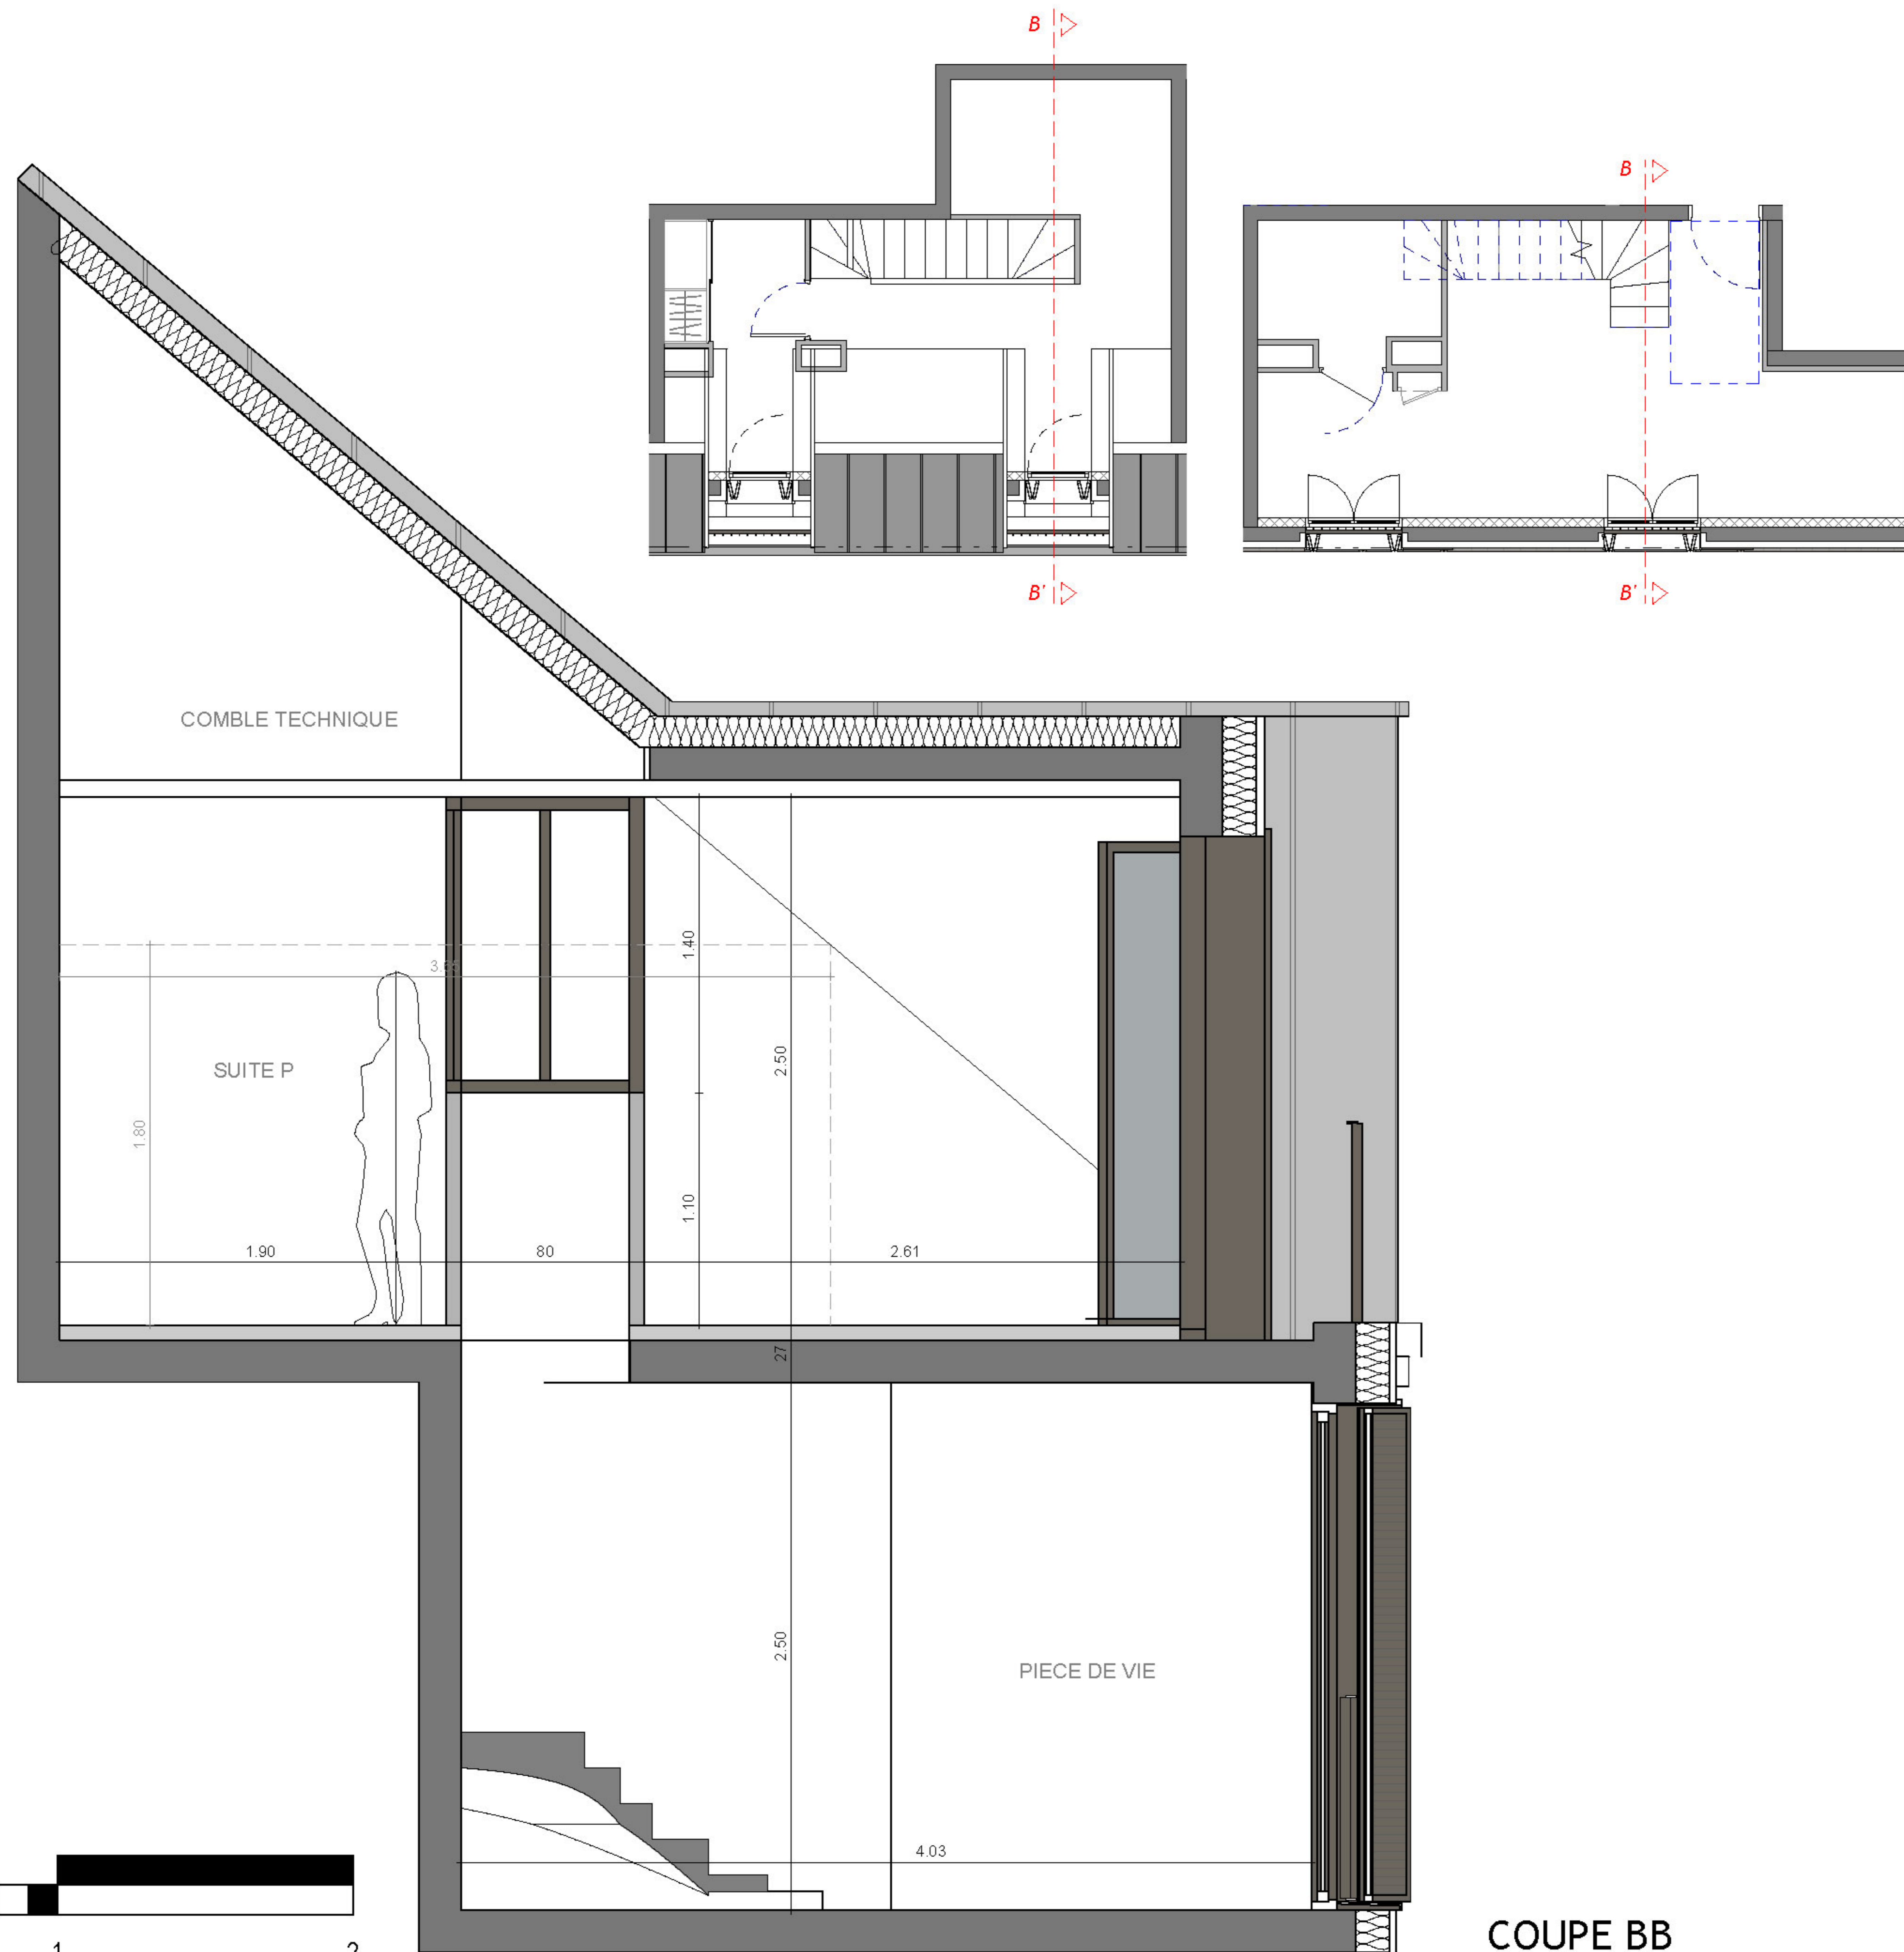 B
B
B'
B'
COMBLE TECHNIQUE
1.40
2.50
SUITE P
1.80
1.10
1.90
80
2.61
27
2.50
PIECE DE VIE
4.03
1
2
COUPE BB